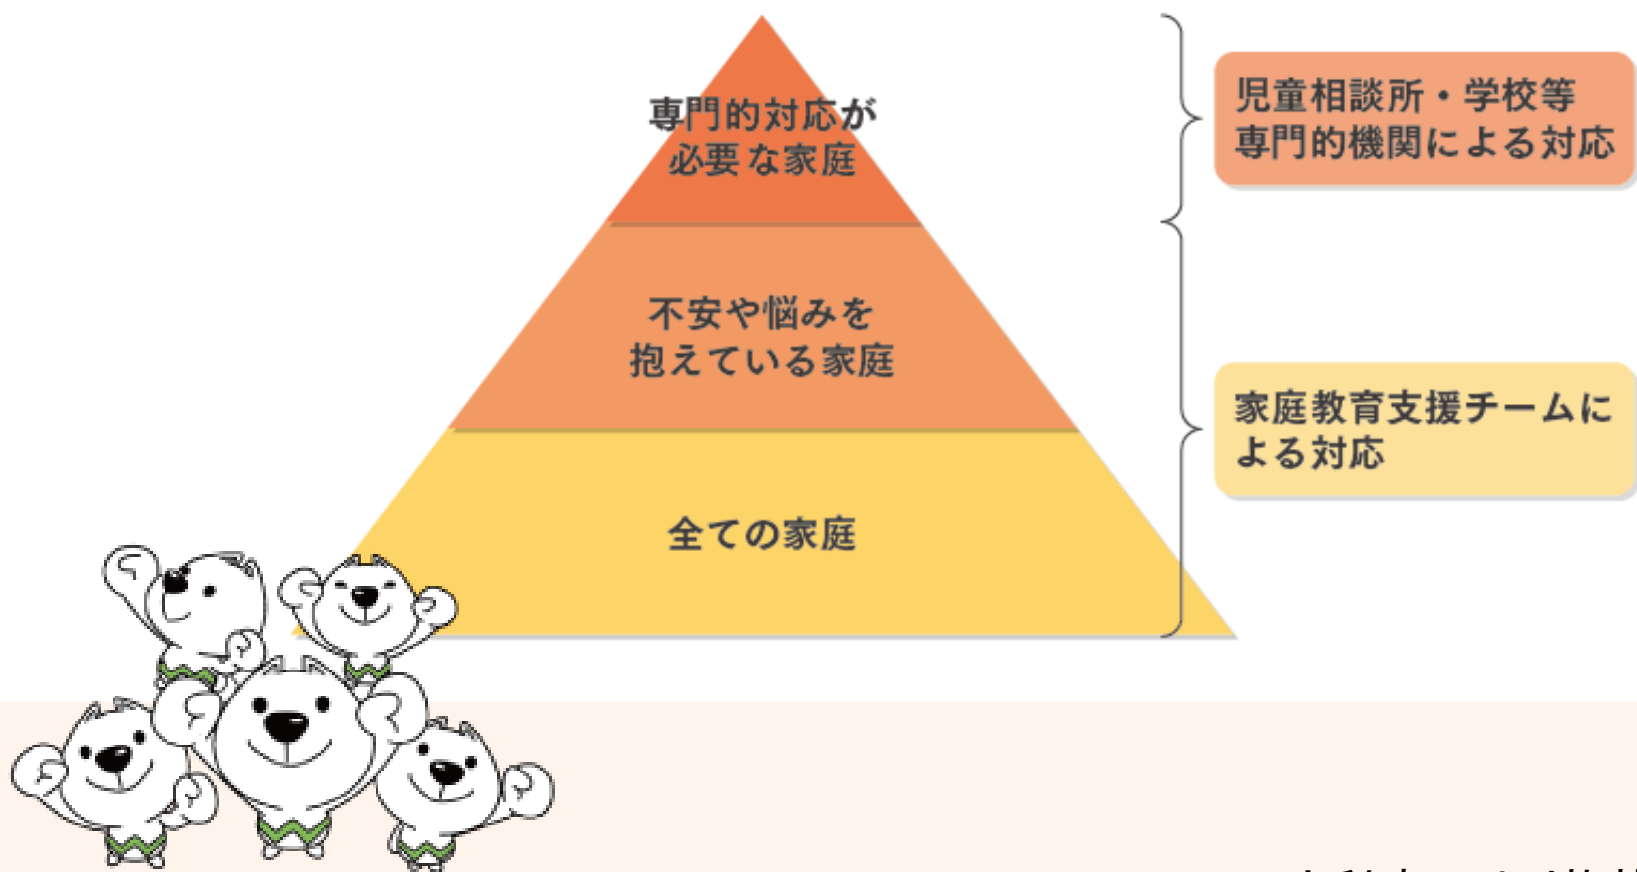 専門的対応が
必要な家庭
児童相談所・学校等
専門的機関による対応
不安や悩みを
抱えている家庭
家庭教育支援チームに
よる対応
全ての家庭